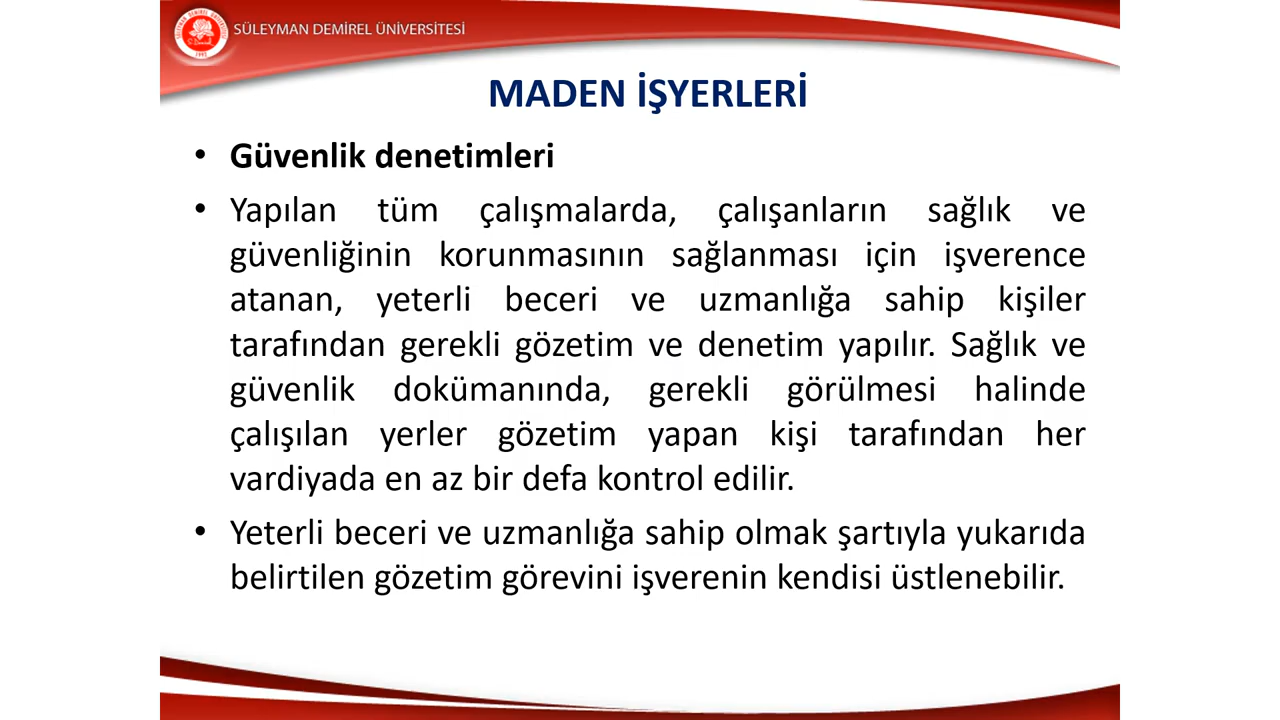 SÜLEYMAN DEMİREL ÜNİVERSİTESİ
MADEN İŞYERLERİ
• Güvenlik denetimleri
• Yapılan tüm çalışmalarda, çalışanların sağlık ve
güvenliğinin korunmasının sağlanması için işverence
atanan, yeterli beceri ve uzmanlığa sahip kişiler
tarafından gerekli gözetim ve denetim yapılır. Sağlık ve
güvenlik dokümanında, gerekli görülmesi halinde
çalışılan yerler gözetim yapan kişi tarafından her
vardiyada en az bir defa kontrol edilir.
• Yeterli beceri ve uzmanlığa sahip olmak şartıyla yukarıda
belirtilen gözetim görevini işverenin kendisi üstlenebilir.